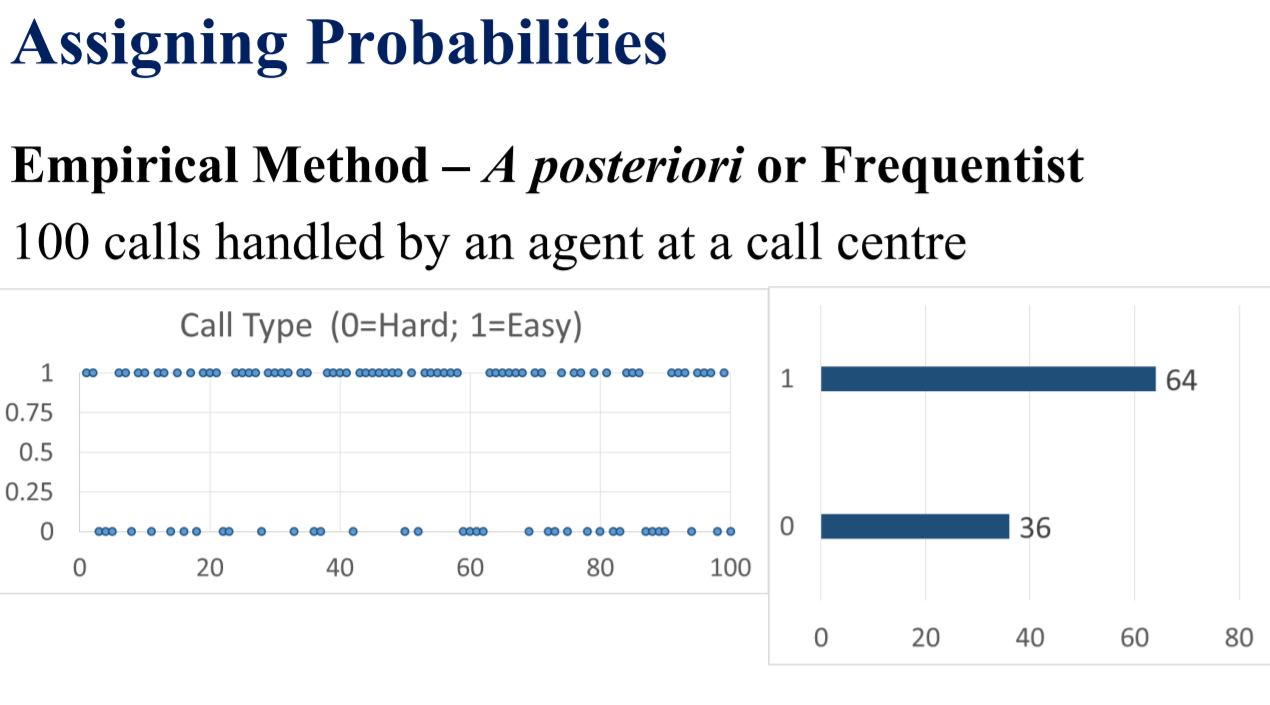 Assigning Probabilities
Empirical Method – A posteriori or Frequentist
100 calls handled by an agent at a call centre
Call Type (0=Hard; 1=Easy)
1
0.75
0.5
0.25
0
0 20 40 60 80 100
1 64
0 36
0 20 40 60 80